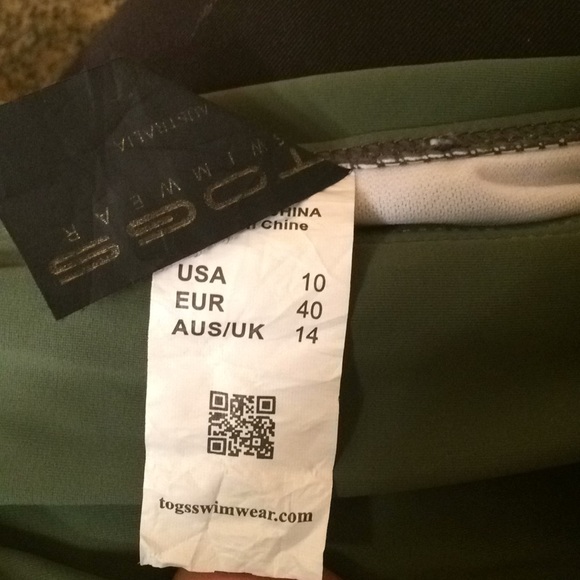 TOGS
SWIMWEAR
AUSTRALIA
CHINA
Chine
USA 10
EUR 40
AUS/UK 14
togsswimwear.com